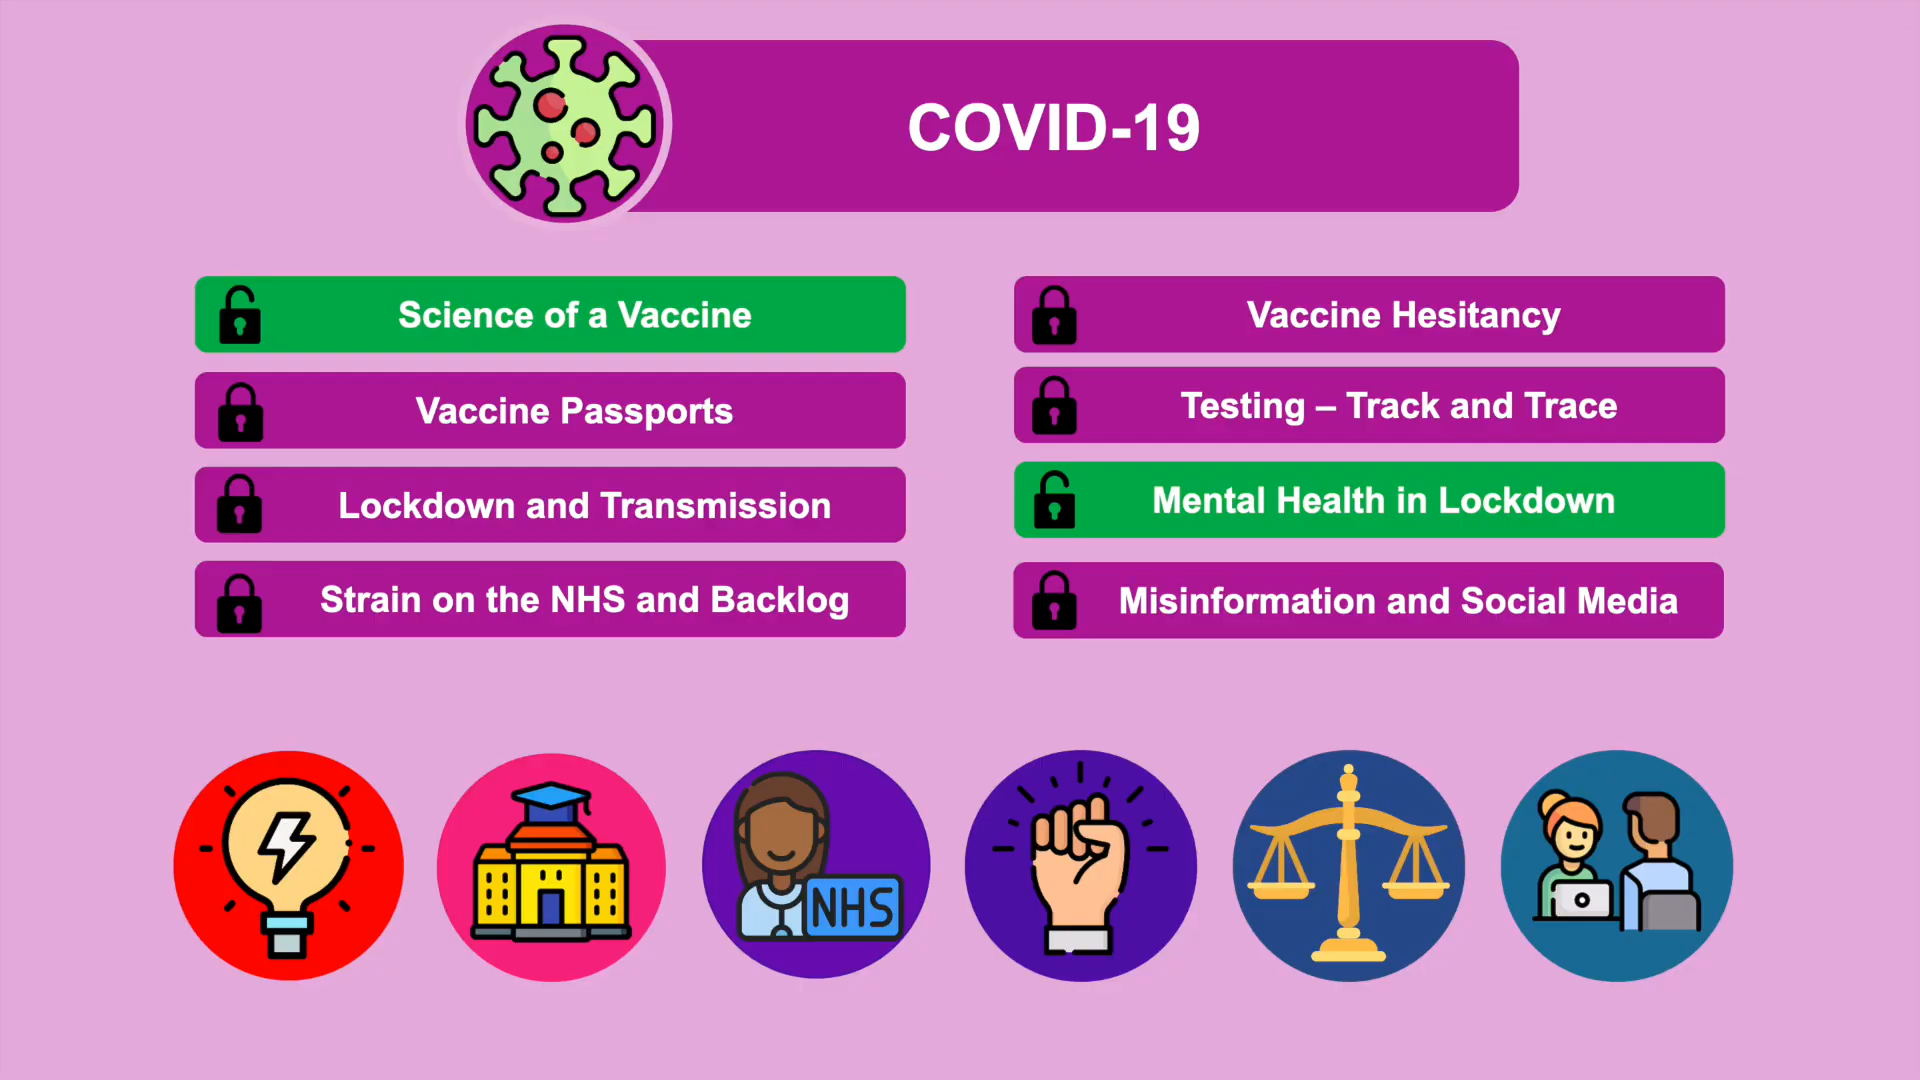 COVID-19
Science of a Vaccine
Vaccine Passports
Lockdown and Transmission
Strain on the NHS and Backlog
Vaccine Hesitancy
Testing – Track and Trace
Mental Health in Lockdown
Misinformation and Social Media
NHS